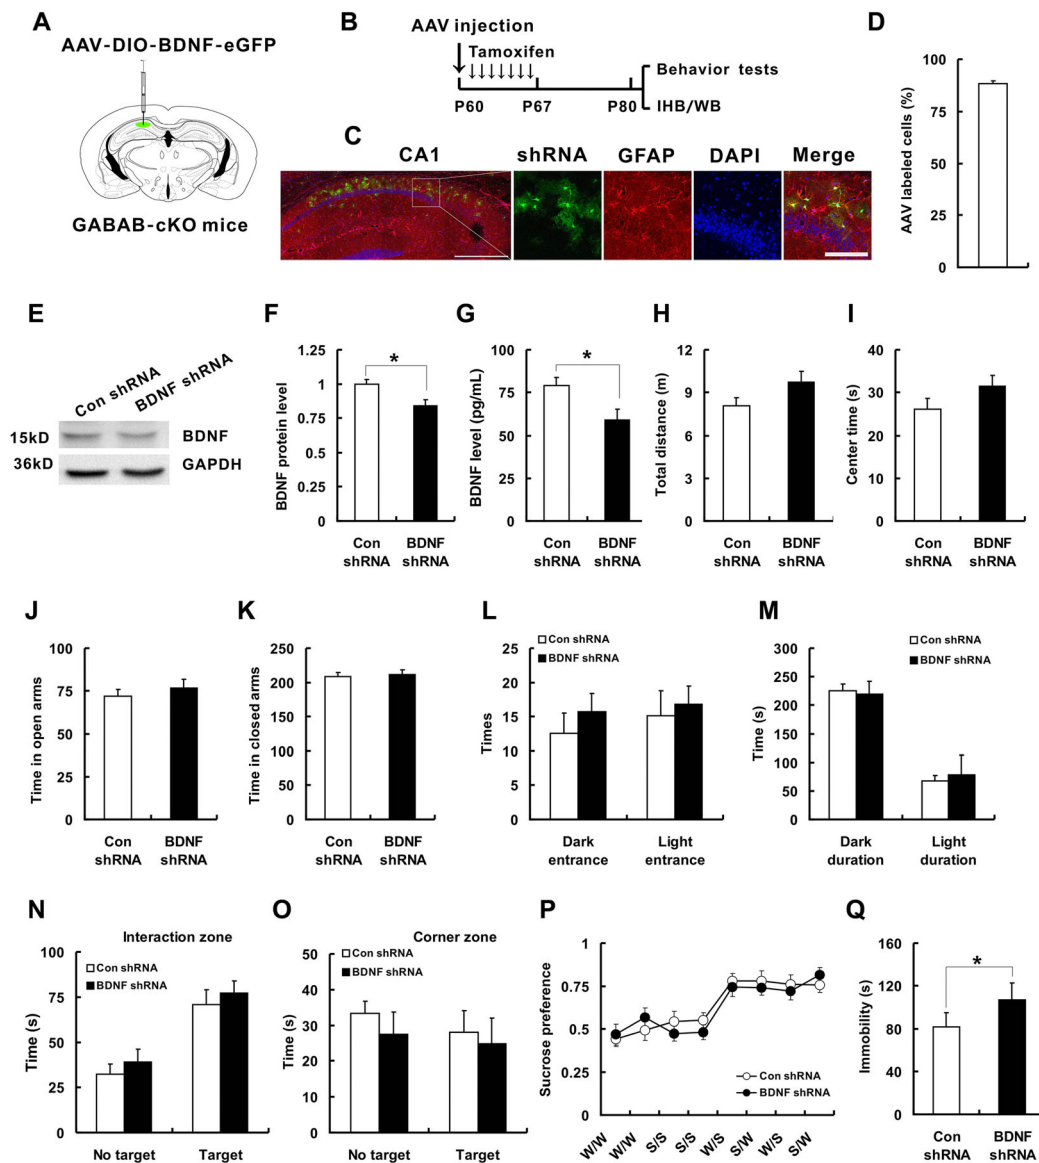 A
AAV-DIO-BDNF-eGFP
GABAB-cKO mice
B
AAV injection
Tamoxifen
P60
P67
P80
Behavior tests
IHB/WB
C
CA1
shRNA
GFAP
DAPI
Merge
D
AAV labeled cells (%)
100
75
50
25
0
E
Con shRNA
BDNF shRNA
15kD
BDNF
36kD
GAPDH
F
BDNF protein level
1.25
1
0.75
0.5
0.25
0
*
Con
shRNA
BDNF
shRNA
G
BDNF level (pg/mL)
100
75
50
25
0
*
Con
shRNA
BDNF
shRNA
H
Total distance (m)
12
9
6
3
0
Con
shRNA
BDNF
shRNA
I
Center time (s)
40
30
20
10
0
Con
shRNA
BDNF
shRNA
J
Time in open arms
100
75
50
25
0
Con
shRNA
BDNF
shRNA
K
Time in closed arms
250
200
150
100
50
0
Con
shRNA
BDNF
shRNA
L
Con shRNA
BDNF shRNA
Times
25
20
15
10
5
0
Dark
entrance
Light
entrance
M
Con shRNA
BDNF shRNA
Time (s)
300
250
200
150
100
50
0
Dark
duration
Light
duration
N
Interaction zone
Con shRNA
BDNF shRNA
Time (s)
100
75
50
25
0
No target
Target
O
Corner zone
Con shRNA
BDNF shRNA
Time (s)
50
40
30
20
10
0
No target
Target
P
Sucrose preference
1
0.75
0.5
0.25
0
Con shRNA
BDNF shRNA
W/W
W/W
S/S
S/S
W/S
S/W
W/S
S/W
Q
Immobility (s)
160
120
80
40
0
*
Con
shRNA
BDNF
shRNA